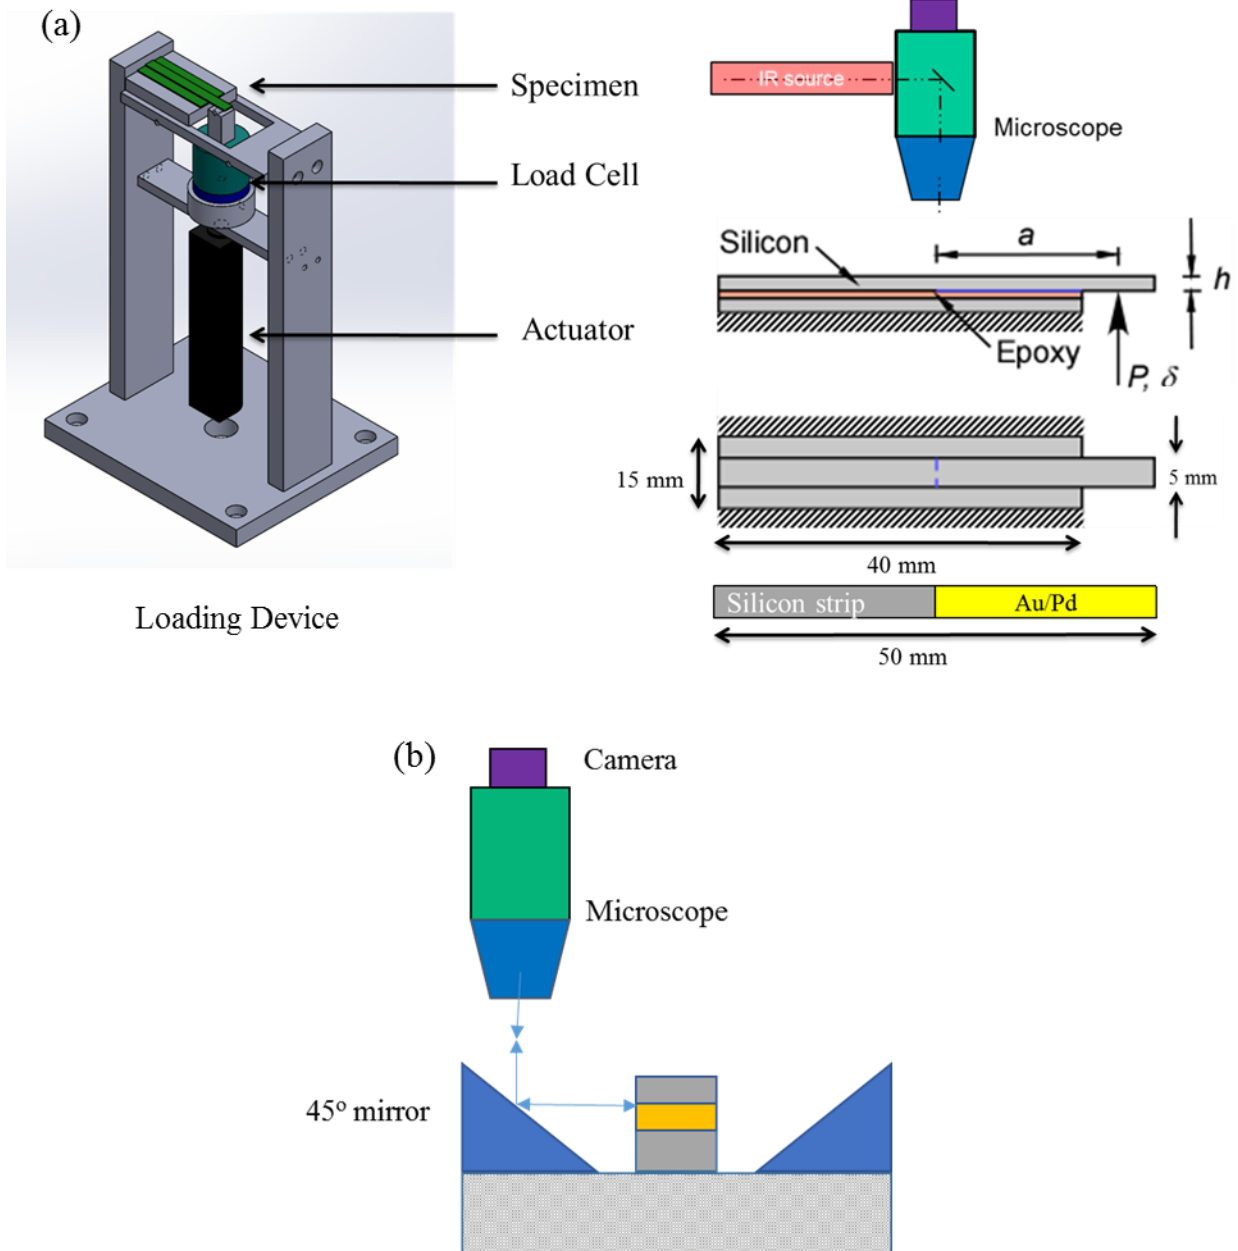 (a)
Specimen
Load Cell
Actuator
Loading Device
IR source
Microscope
Silicon
a
h
Epoxy
P, δ
15 mm
5 mm
40 mm
Silicon strip
Au/Pd
50 mm
(b)
Camera
Microscope
45º mirror